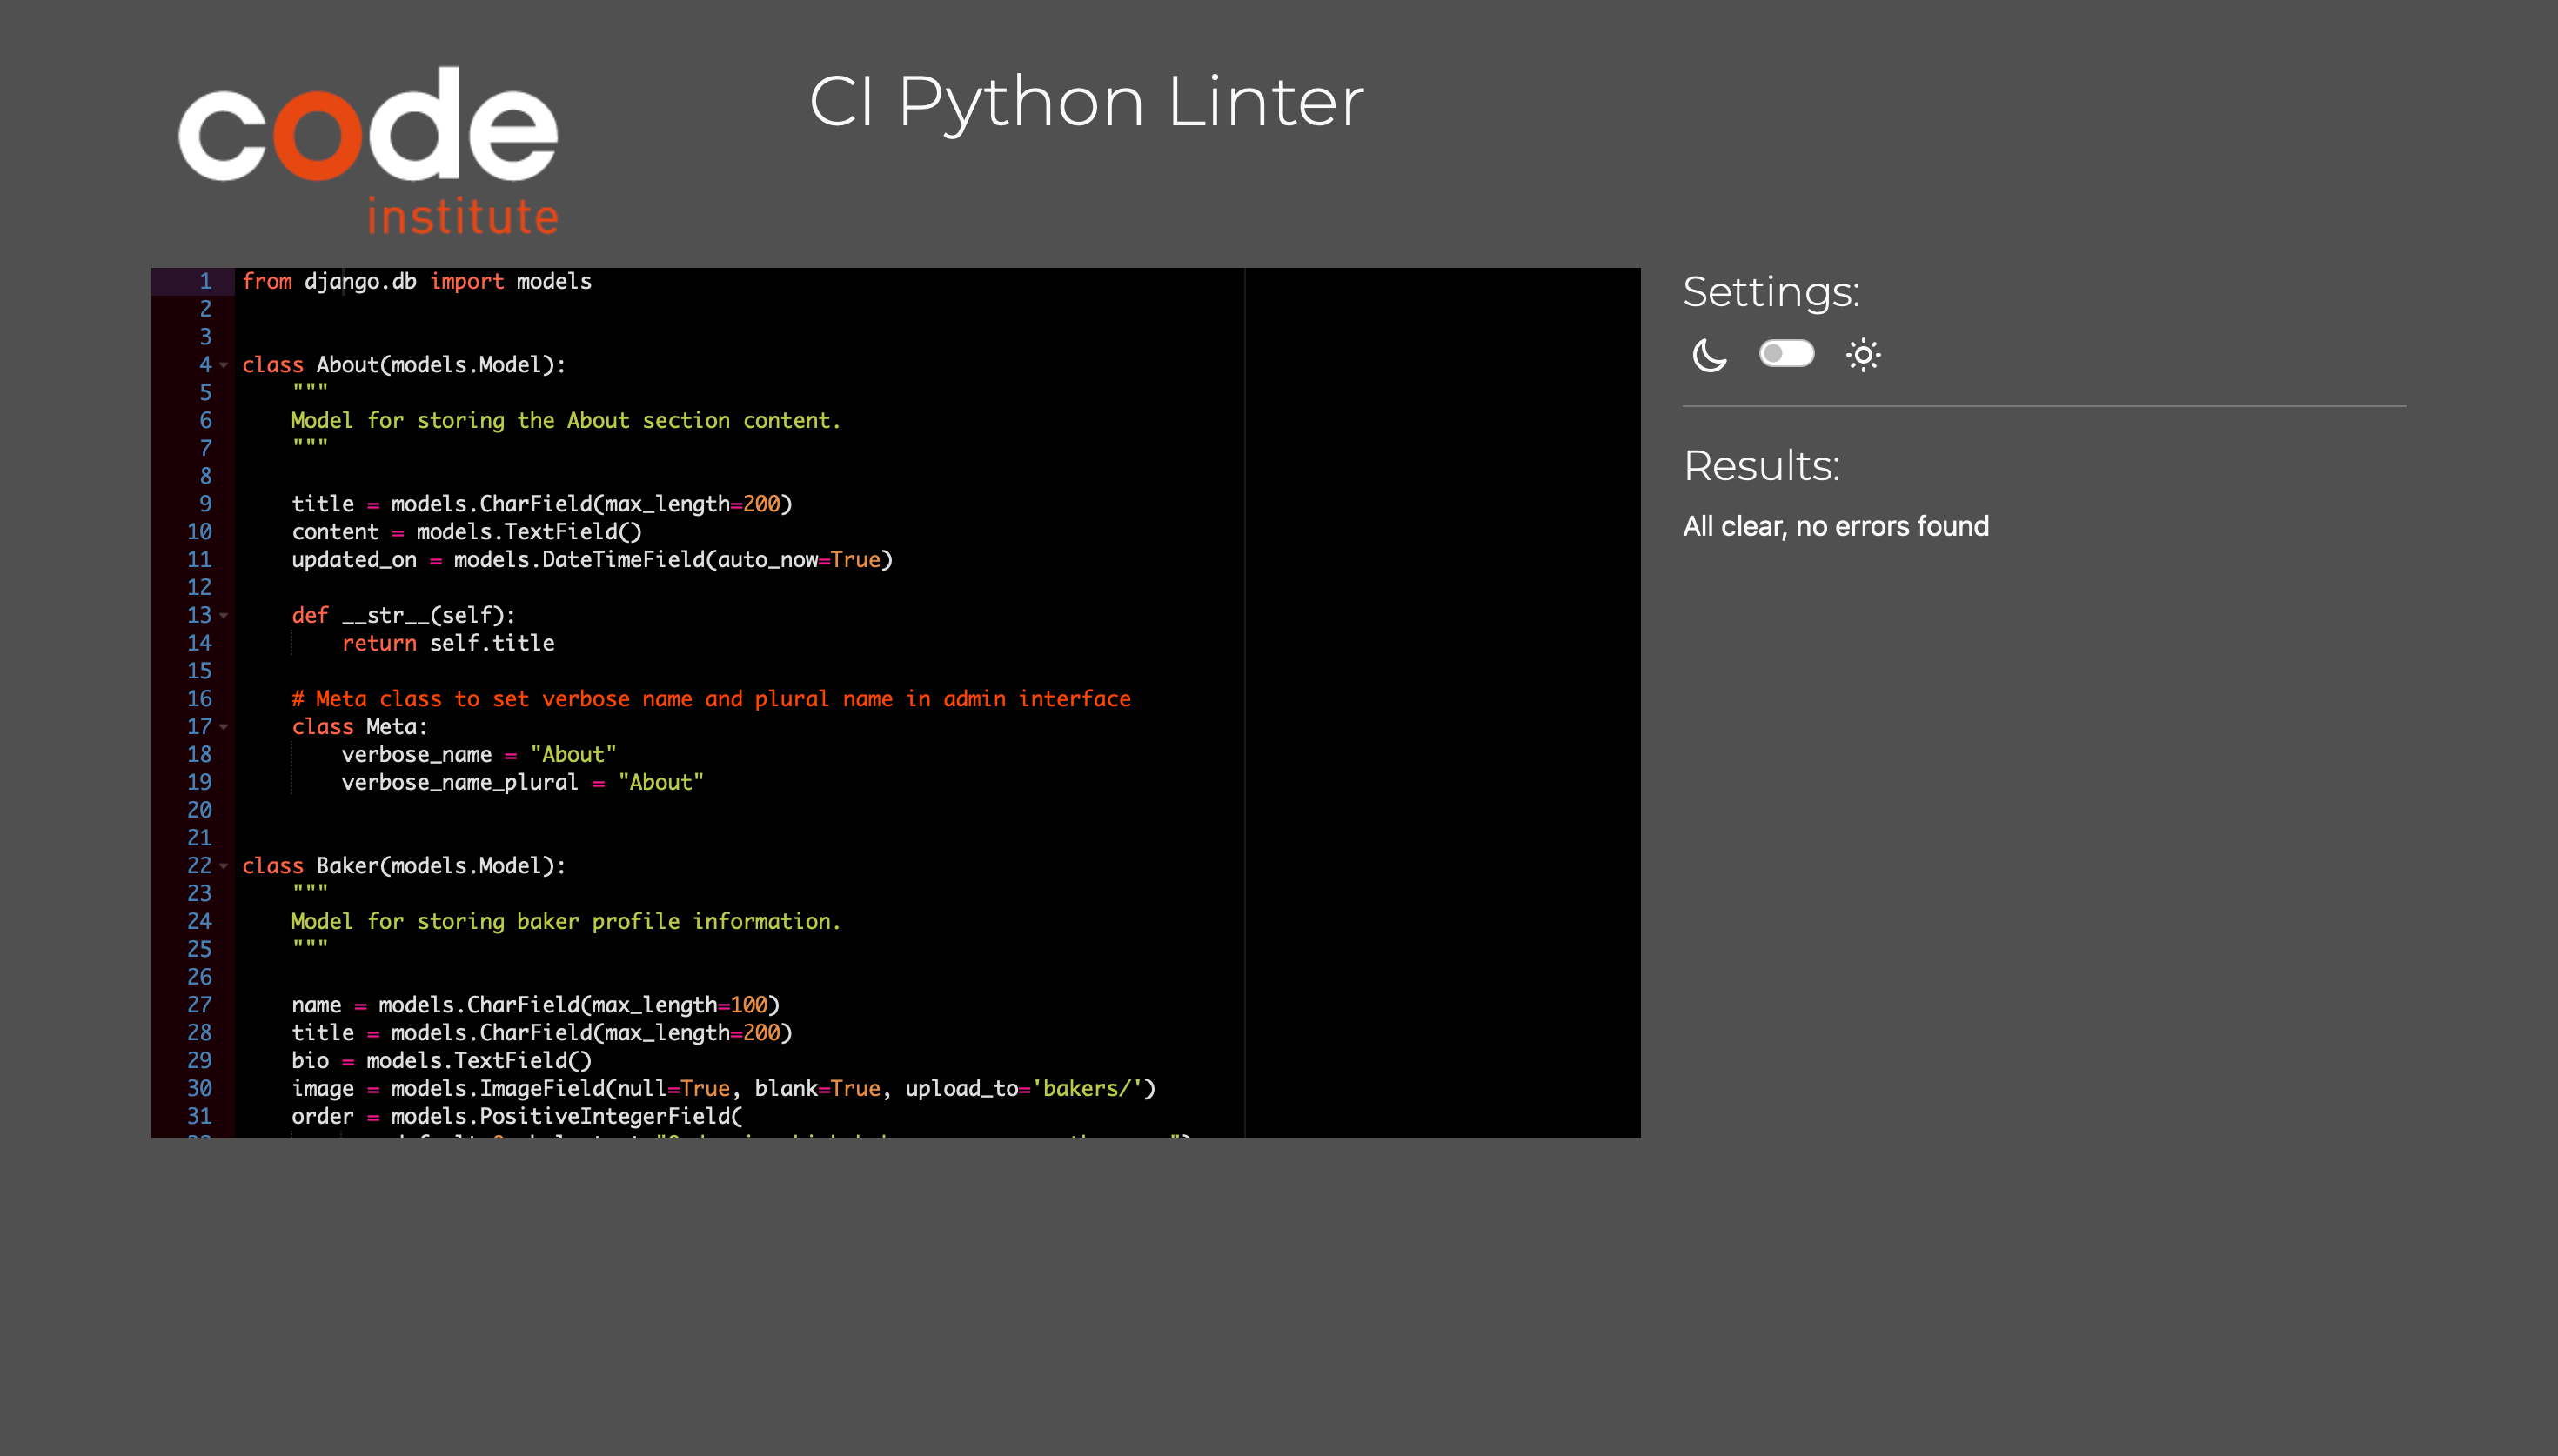 code
institute
CI Python Linter
1 from django.db import models
2
3
4 class About(models.Model):
5     """
6     Model for storing the About section content.
7     """
8
9     title = models.CharField(max_length=200)
10     content = models.TextField()
11     updated_on = models.DateTimeField(auto_now=True)
12
13     def __str__(self):
14         return self.title
15
16     # Meta class to set verbose name and plural name in admin interface
17     class Meta:
18         verbose_name = "About"
19         verbose_name_plural = "About"
20
21
22 class Baker(models.Model):
23     """
24     Model for storing baker profile information.
25     """
26
27     name = models.CharField(max_length=100)
28     title = models.CharField(max_length=200)
29     bio = models.TextField()
30     image = models.ImageField(null=True, blank=True, upload_to='bakers/')
31     order = models.PositiveIntegerField(
Settings:
Results:
All clear, no errors found